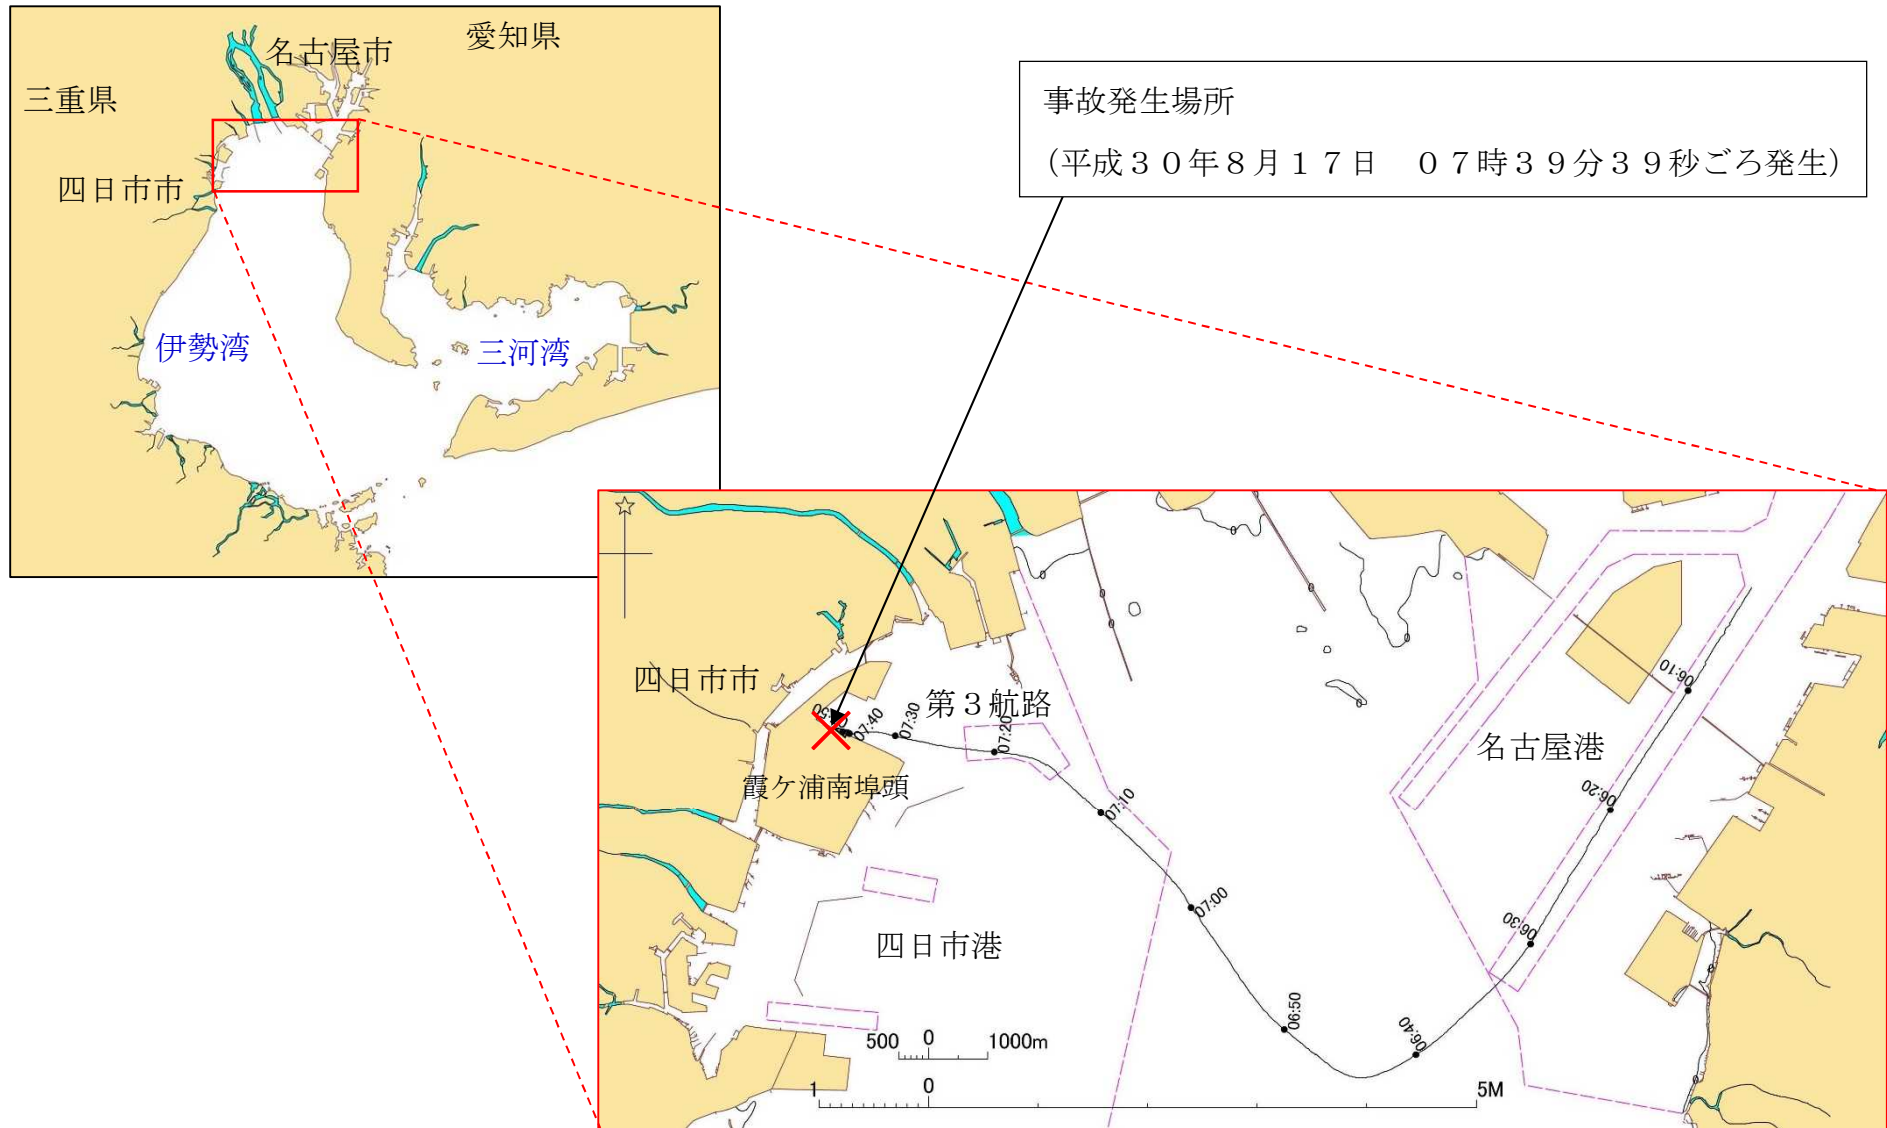 愛知県
名古屋市
三重県
四日市市
伊勢湾
三河湾
事故発生場所
（平成３０年８月１７日　０７時３９分３９秒ごろ発生）
四日市市
第３航路
霞ケ浦南埠頭
四日市港
名古屋港
06:10
06:20
06:30
06:40
06:50
07:00
07:10
07:20
07:30
07:40
500 0 1000m
1 0 5M